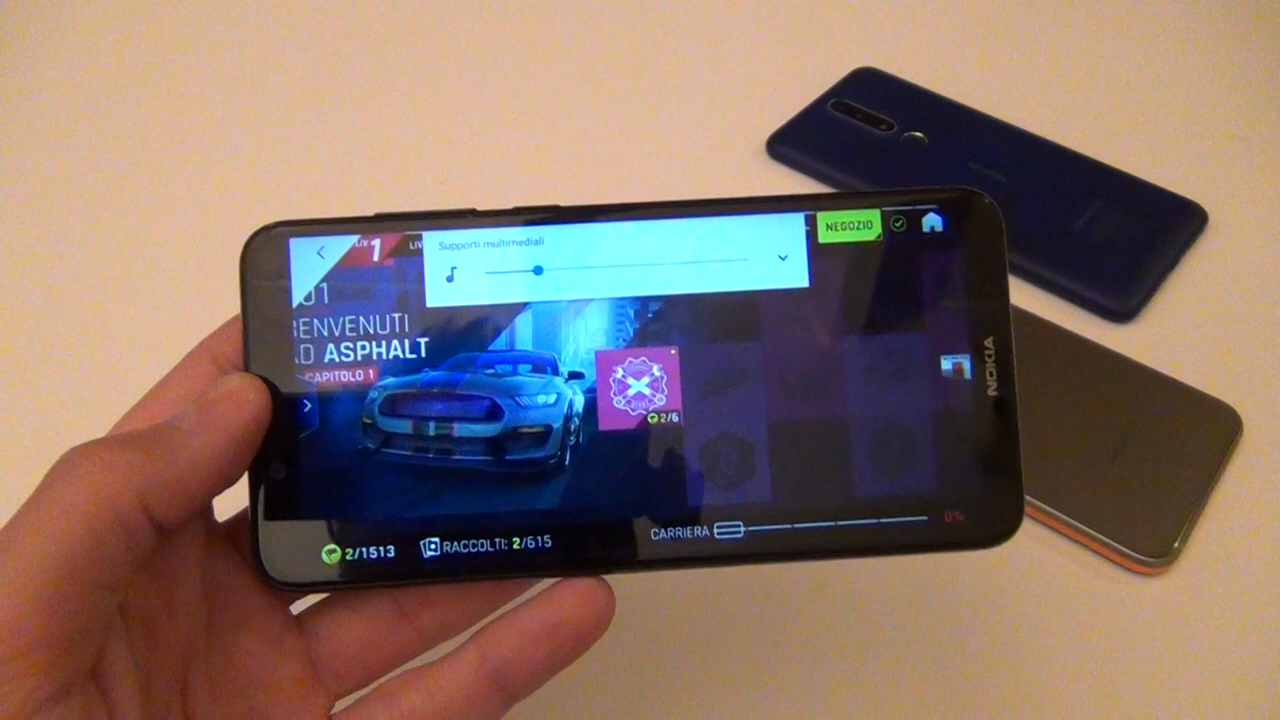 LIV 1
LIV
Supporti multimediali
NEGOZIO
01
BENVENUTI
AD ASPHALT
CAPITOLO 1
START
2/6
NOKIA
2/1513
RACCOLTI: 2/615
CARRIERA
0%